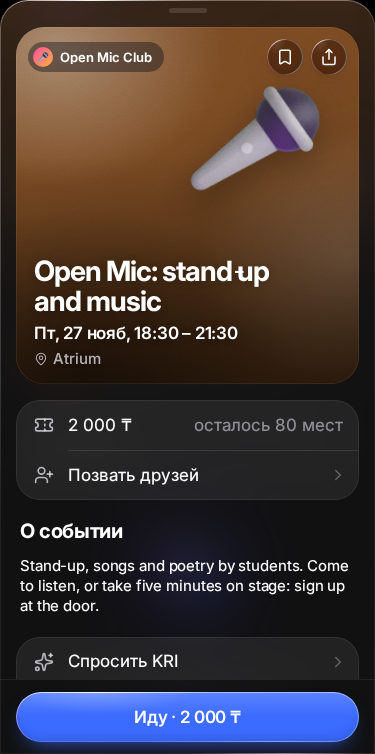 Open Mic Club
Open Mic: stand-up
and music
Пт, 27 нояб, 18:30 – 21:30
Atrium
2 000 ₸
осталось 80 мест
Позвать друзей
О событии
Stand-up, songs and poetry by students. Come
to listen, or take five minutes on stage: sign up
at the door.
Спросить KRI
Иду · 2 000 ₸